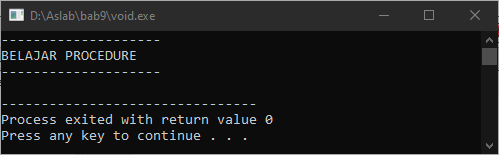 D:\Aslab\bab9\void.exe
--------------------
BELAJAR PROCEDURE
--------------------
--------------------------------
Process exited with return value 0
Press any key to continue . . .